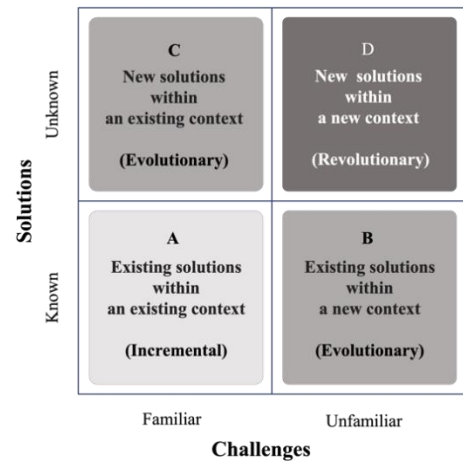 Solutions
Unknown
C
New solutions
within
an existing context
(Evolutionary)
D
New solutions
within
a new context
(Revolutionary)
Known
A
Existing solutions
within
an existing context
(Incremental)
B
Existing solutions
within
a new context
(Evolutionary)
Familiar
Unfamiliar
Challenges